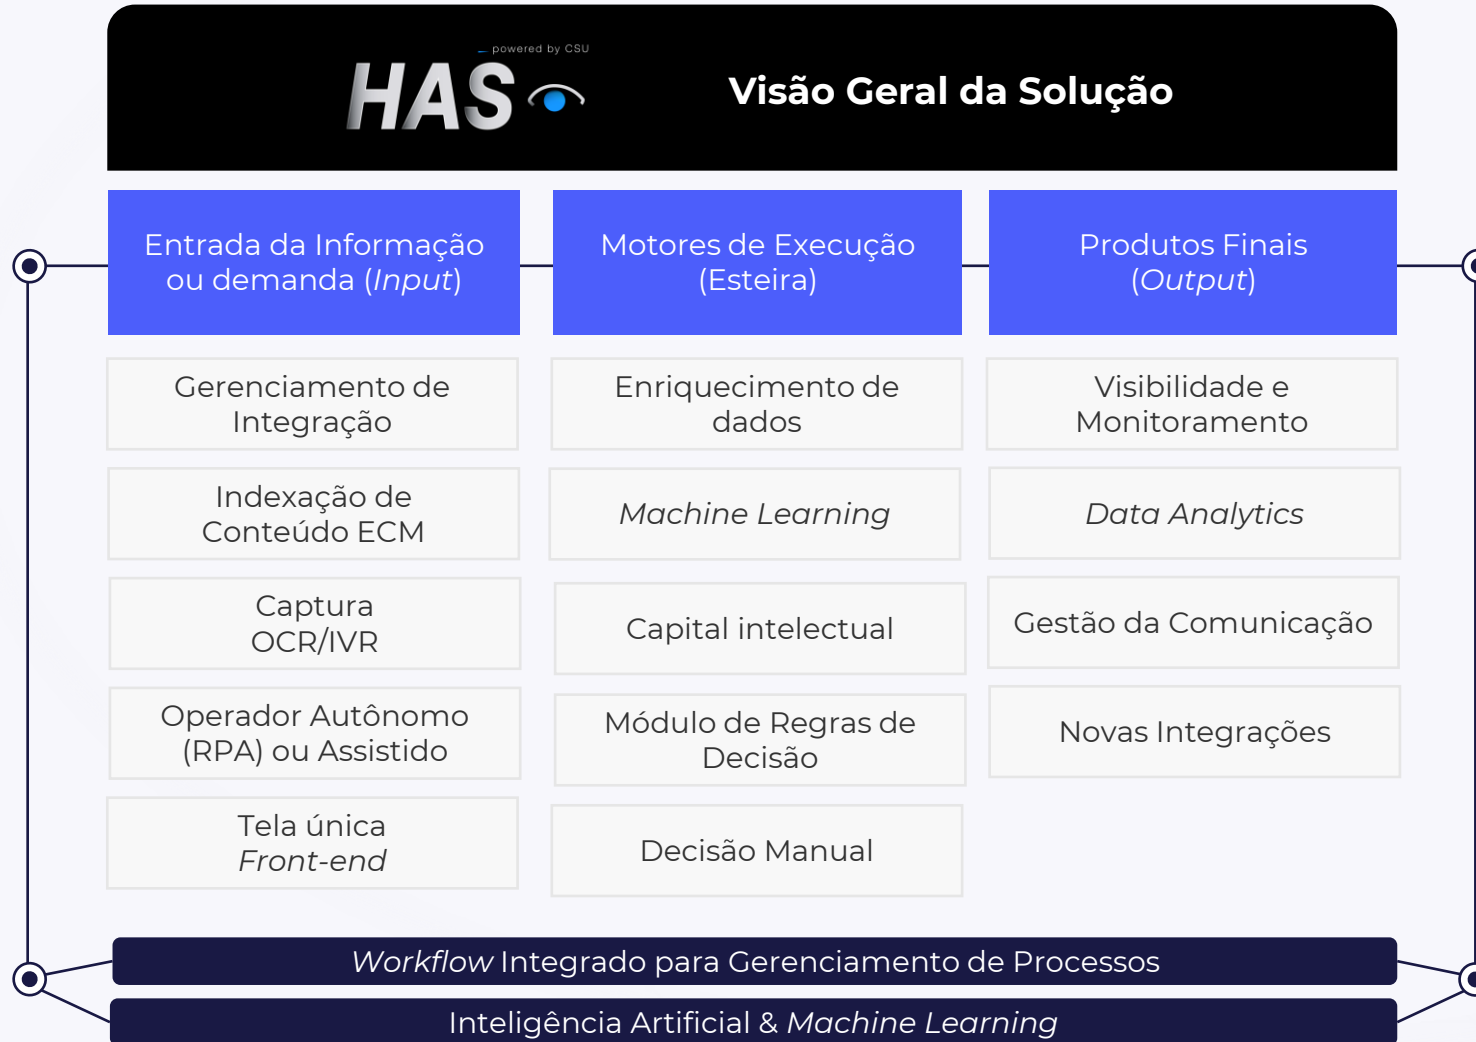 powered by CSU
HAS
Visão Geral da Solução
Entrada da Informação
ou demanda (Input)
Motores de Execução
(Esteira)
Produtos Finais
(Output)
Gerenciamento de
Integração
Indexação de
Conteúdo ECM
Captura
OCR/IVR
Operador Autônomo
(RPA) ou Assistido
Tela única
Front-end
Enriquecimento de
dados
Machine Learning
Capital intelectual
Módulo de Regras de
Decisão
Decisão Manual
Visibilidade e
Monitoramento
Data Analytics
Gestão da Comunicação
Novas Integrações
Workflow Integrado para Gerenciamento de Processos
Inteligência Artificial & Machine Learning